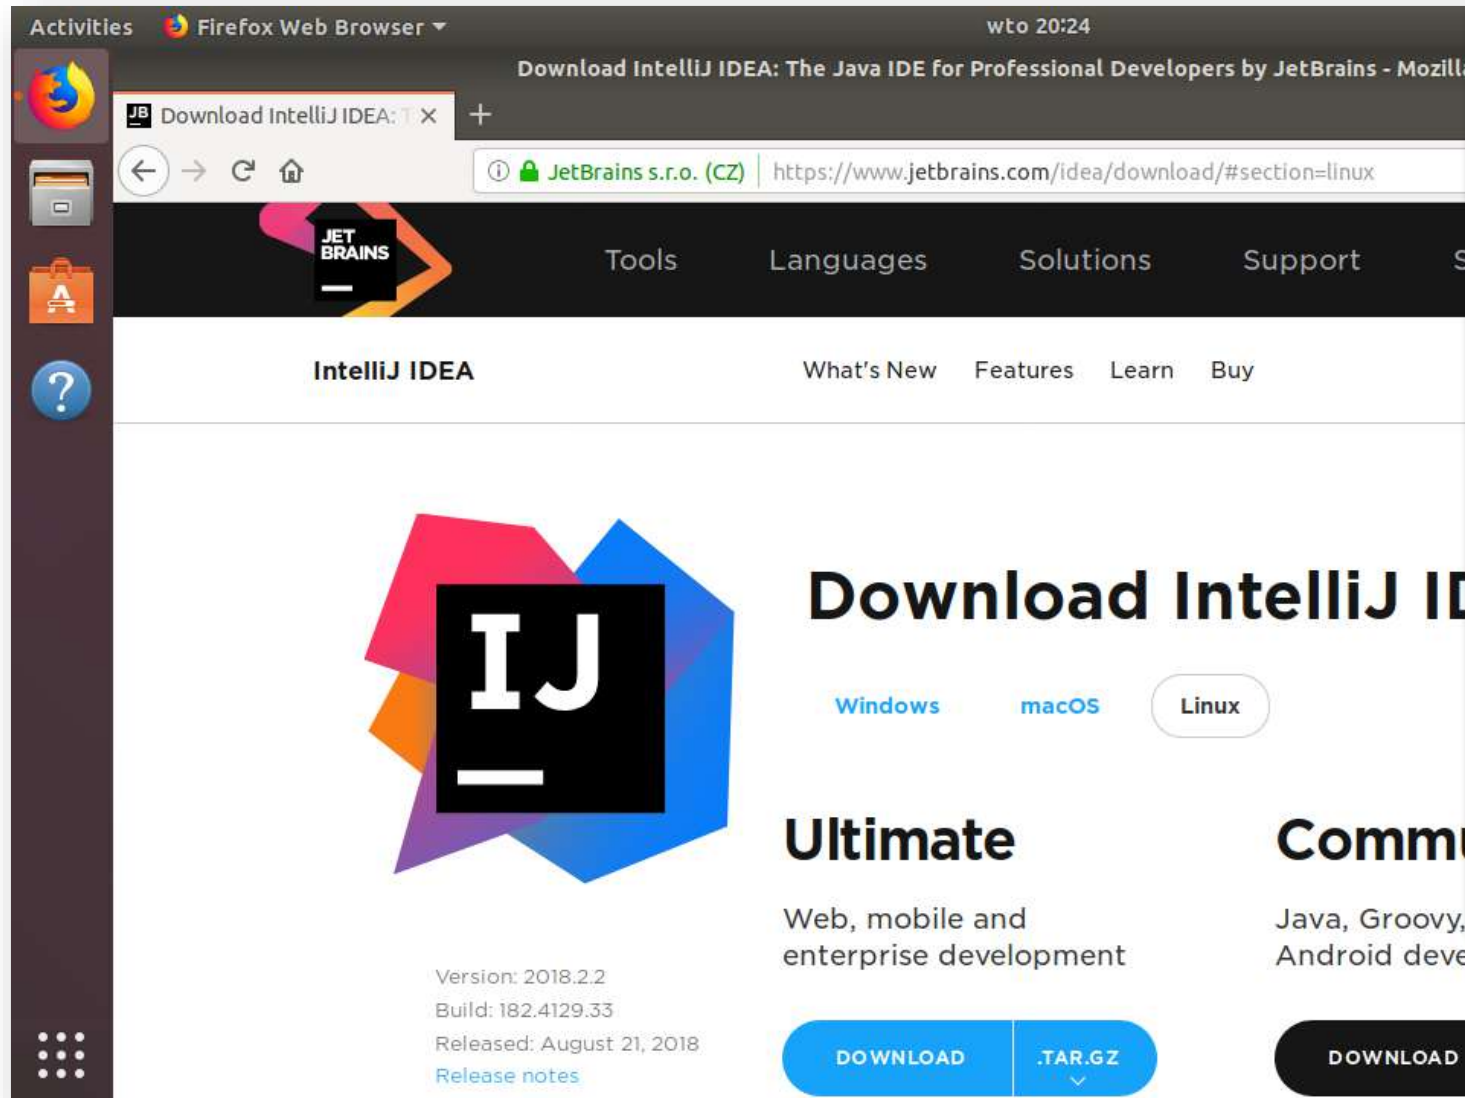 Activities Firefox Web Browser wto 20:24
Download IntelliJ IDEA: The Java IDE for Professional Developers by JetBrains - Mozilla
JB Download IntelliJ IDEA: T
JetBrains s.r.o. (CZ) https://www.jetbrains.com/idea/download/#section=linux
JET
BRAINS
Tools Languages Solutions Support S
IntelliJ IDEA What's New Features Learn Buy
IJ
Download IntelliJ ID
Windows macOS Linux
Ultimate Commu
Web, mobile and
enterprise development
Java, Groovy,
Android deve
Version: 2018.2.2
Build: 182.4129.33
Released: August 21, 2018
Release notes
DOWNLOAD .TAR.GZ DOWNLOAD